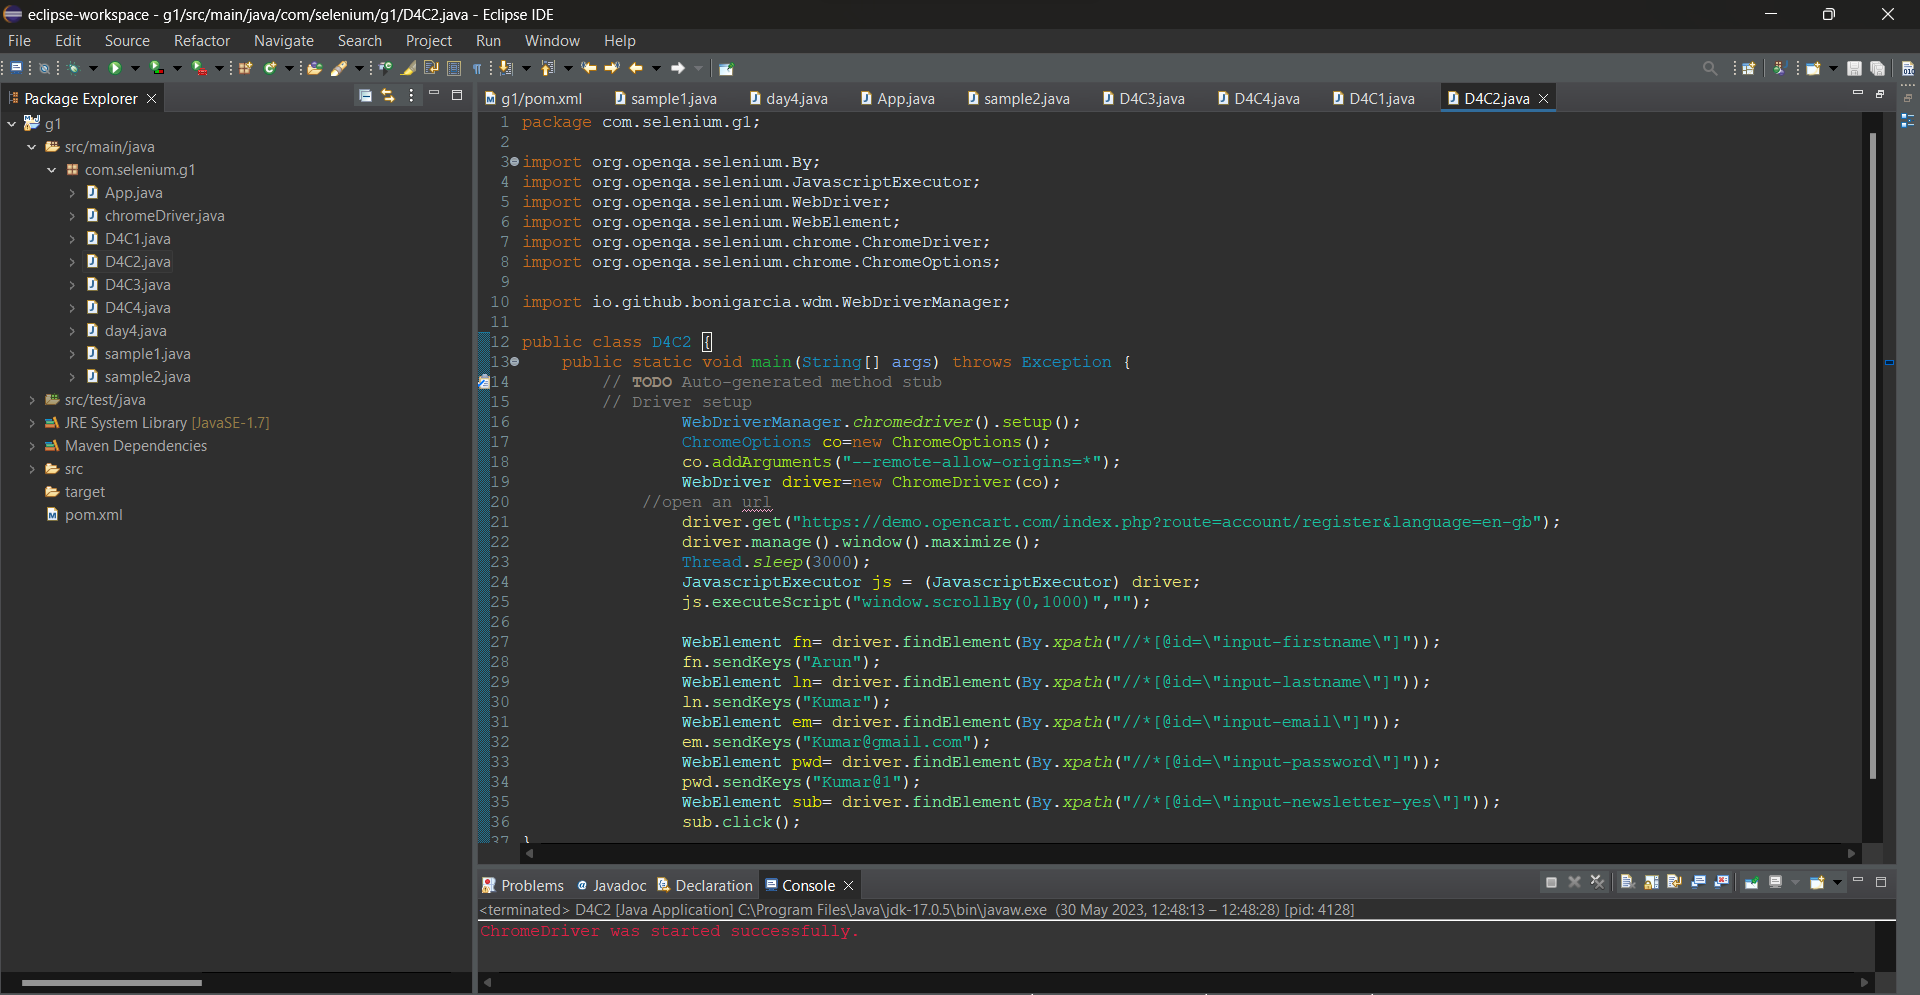 eclipse-workspace - g1/src/main/java/com/selenium/g1/D4C2.java - Eclipse IDE
File Edit Source Refactor Navigate Search Project Run Window Help
Package Explorer
g1
src/main/java
com.selenium.g1
App.java
chromeDriver.java
D4C1.java
D4C2.java
D4C3.java
D4C4.java
day4.java
sample1.java
sample2.java
src/test/java
JRE System Library [JavaSE-1.7]
Maven Dependencies
src
target
pom.xml
g1/pom.xml sample1.java day4.java App.java sample2.java D4C3.java D4C4.java D4C1.java D4C2.java
1 package com.selenium.g1;
2
3 import org.openqa.selenium.By;
4 import org.openqa.selenium.JavascriptExecutor;
5 import org.openqa.selenium.WebDriver;
6 import org.openqa.selenium.WebElement;
7 import org.openqa.selenium.chrome.ChromeDriver;
8 import org.openqa.selenium.chrome.ChromeOptions;
9
10 import io.github.bonigarcia.wdm.WebDriverManager;
11
12 public class D4C2 {
13 public static void main(String[] args) throws Exception {
14 // TODO Auto-generated method stub
15 // Driver setup
16 WebDriverManager.chromedriver().setup();
17 ChromeOptions co=new ChromeOptions();
18 co.addArguments("--remote-allow-origins=*");
19 WebDriver driver=new ChromeDriver(co);
20 //open an url
21 driver.get("https://demo.opencart.com/index.php?route=account/register&language=en-gb");
22 driver.manage().window().maximize();
23 Thread.sleep(3000);
24 JavascriptExecutor js = (JavascriptExecutor) driver;
25 js.executeScript("window.scrollBy(0,1000)","");
26
27 WebElement fn= driver.findElement(By.xpath("//*[@id=\"input-firstname\"]"));
28 fn.sendKeys("Arun");
29 WebElement ln= driver.findElement(By.xpath("//*[@id=\"input-lastname\"]"));
30 ln.sendKeys("Kumar");
31 WebElement em= driver.findElement(By.xpath("//*[@id=\"input-email\"]"));
32 em.sendKeys("Kumar@gmail.com");
33 WebElement pwd= driver.findElement(By.xpath("//*[@id=\"input-password\"]"));
34 pwd.sendKeys("Kumar@1");
35 WebElement sub= driver.findElement(By.xpath("//*[@id=\"input-newsletter-yes\"]"));
36 sub.click();
37 }
Problems Javadoc Declaration Console
<terminated> D4C2 [Java Application] C:\Program Files\Java\jdk-17.0.5\bin\javaw.exe (30 May 2023, 12:48:13 – 12:48:28) [pid: 4128]
ChromeDriver was started successfully.